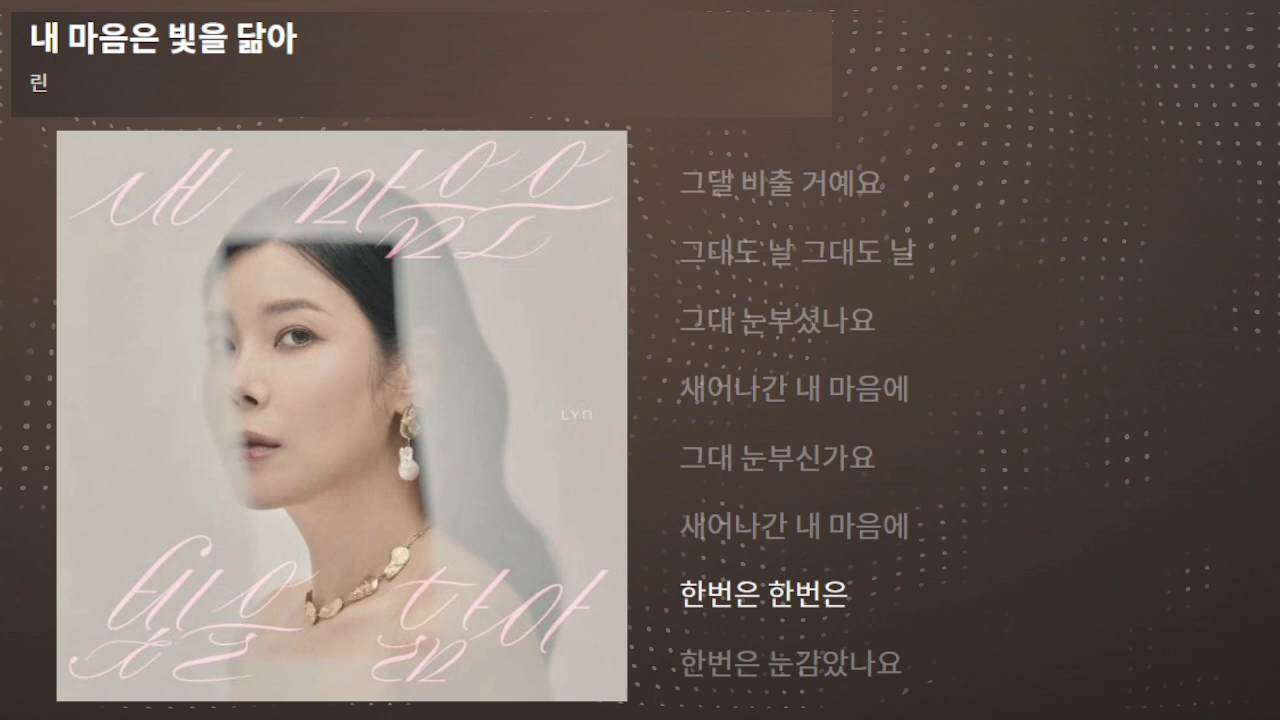 내 마음은 빛을 닮아
린
내 마음은
LYn
빛을 닮아
그댈 비출 거예요
그대도 날 그대도 날
그대 눈부셨나요
새어나간 내 마음에
그대 눈부신가요
새어나간 내 마음에
한번은 한번은
한번은 눈감았나요